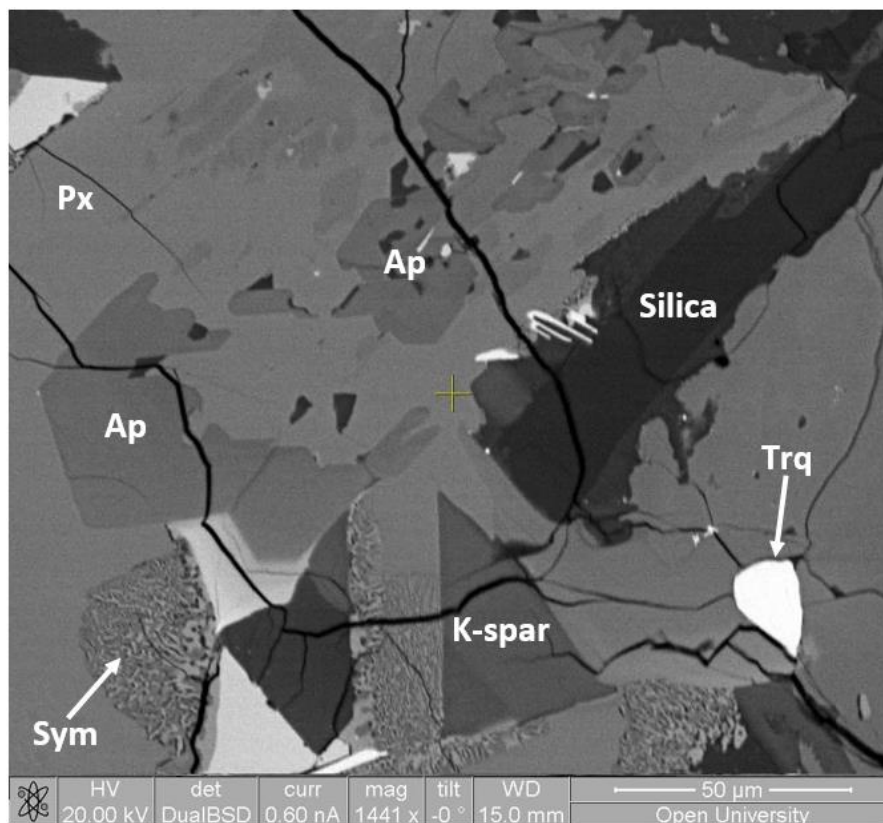 Px
Ap
Silica
Ap
Trq
K-spar
Sym
HV det curr mag tilt WD 50 µm
20.00 kV DualBSD 0.60 nA 1441 x -0 ° 15.0 mm Open University